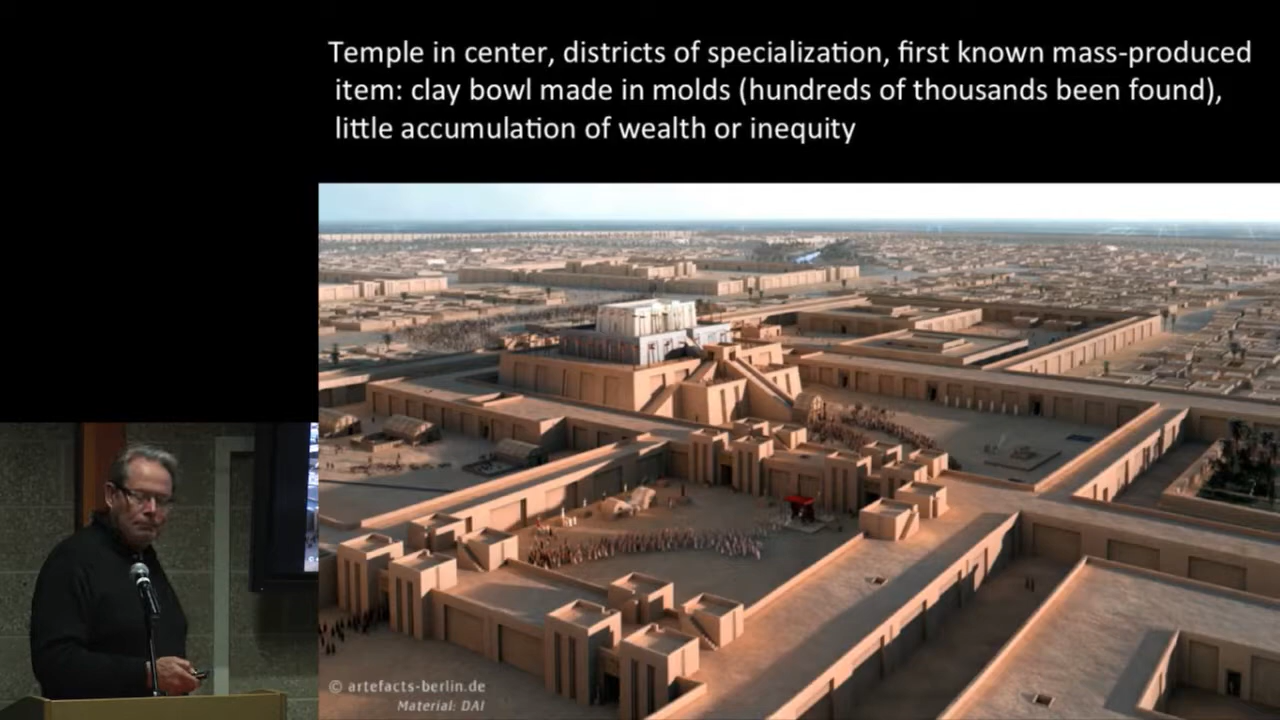 Temple in center, districts of specialization, first known mass-produced
item: clay bowl made in molds (hundreds of thousands been found),
little accumulation of wealth or inequity
© artefacts-berlin.de
Material: DAI